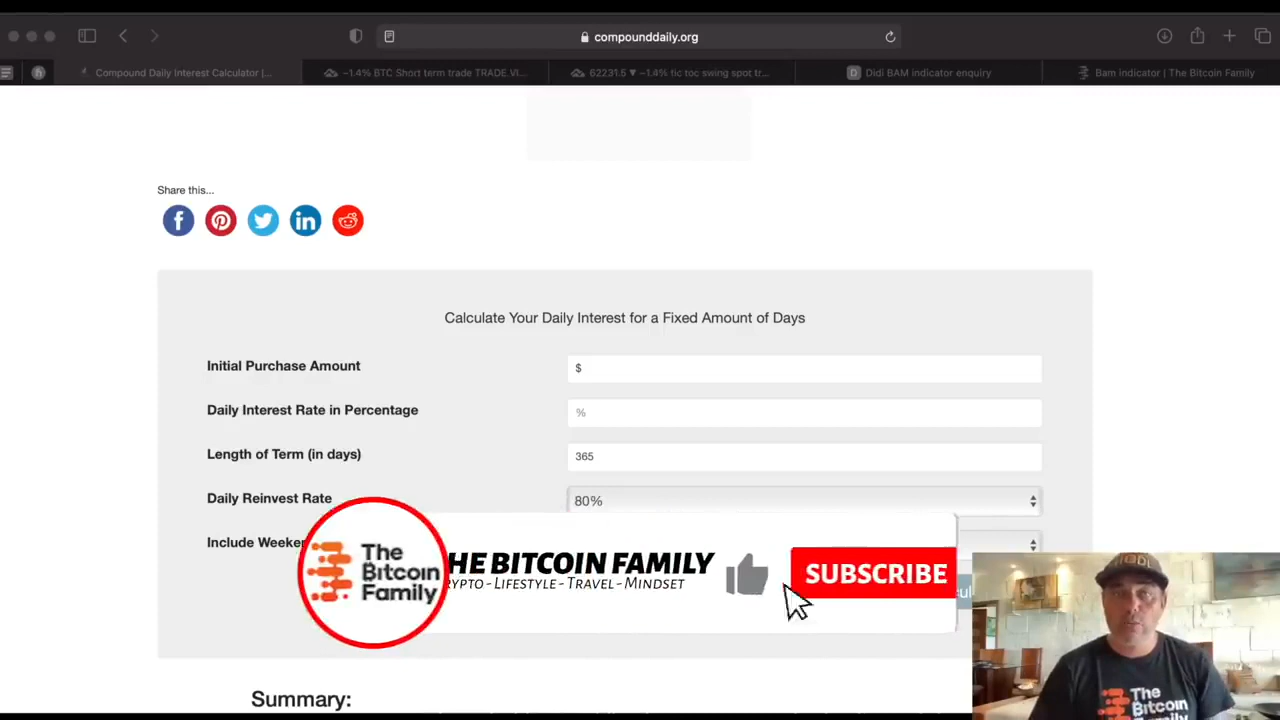 compounddaily.org
Compound Daily Interest Calculator |...
−1.4% BTC Short term trade TRADE.VI...
62231.5 ▼ −1.4% tic toc swing spot tr...
Didi BAM indicator enquiry
Bam indicator | The Bitcoin Family
Share this...
Calculate Your Daily Interest for a Fixed Amount of Days
Initial Purchase Amount
$
Daily Interest Rate in Percentage
%
Length of Term (in days)
365
Daily Reinvest Rate
80%
Include Weeken
The
Bitcoin
Family
HE BITCOIN FAMILY
RYPTO - LIFESTYLE - TRAVEL - MINDSET
SUBSCRIBE
The
Bitcoin
Family
Summary: